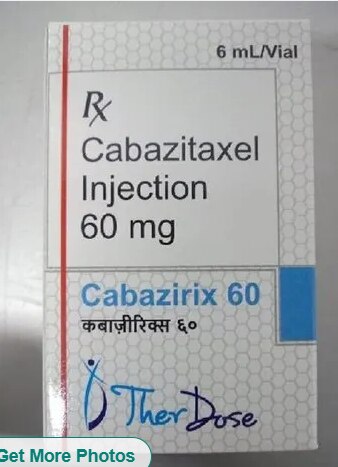 6 mL/Vial
Rx
Cabazitaxel
Injection
60 mg
Cabazirix 60
कबाज़ीरिक्स ६०
TherDose
Get More Photos